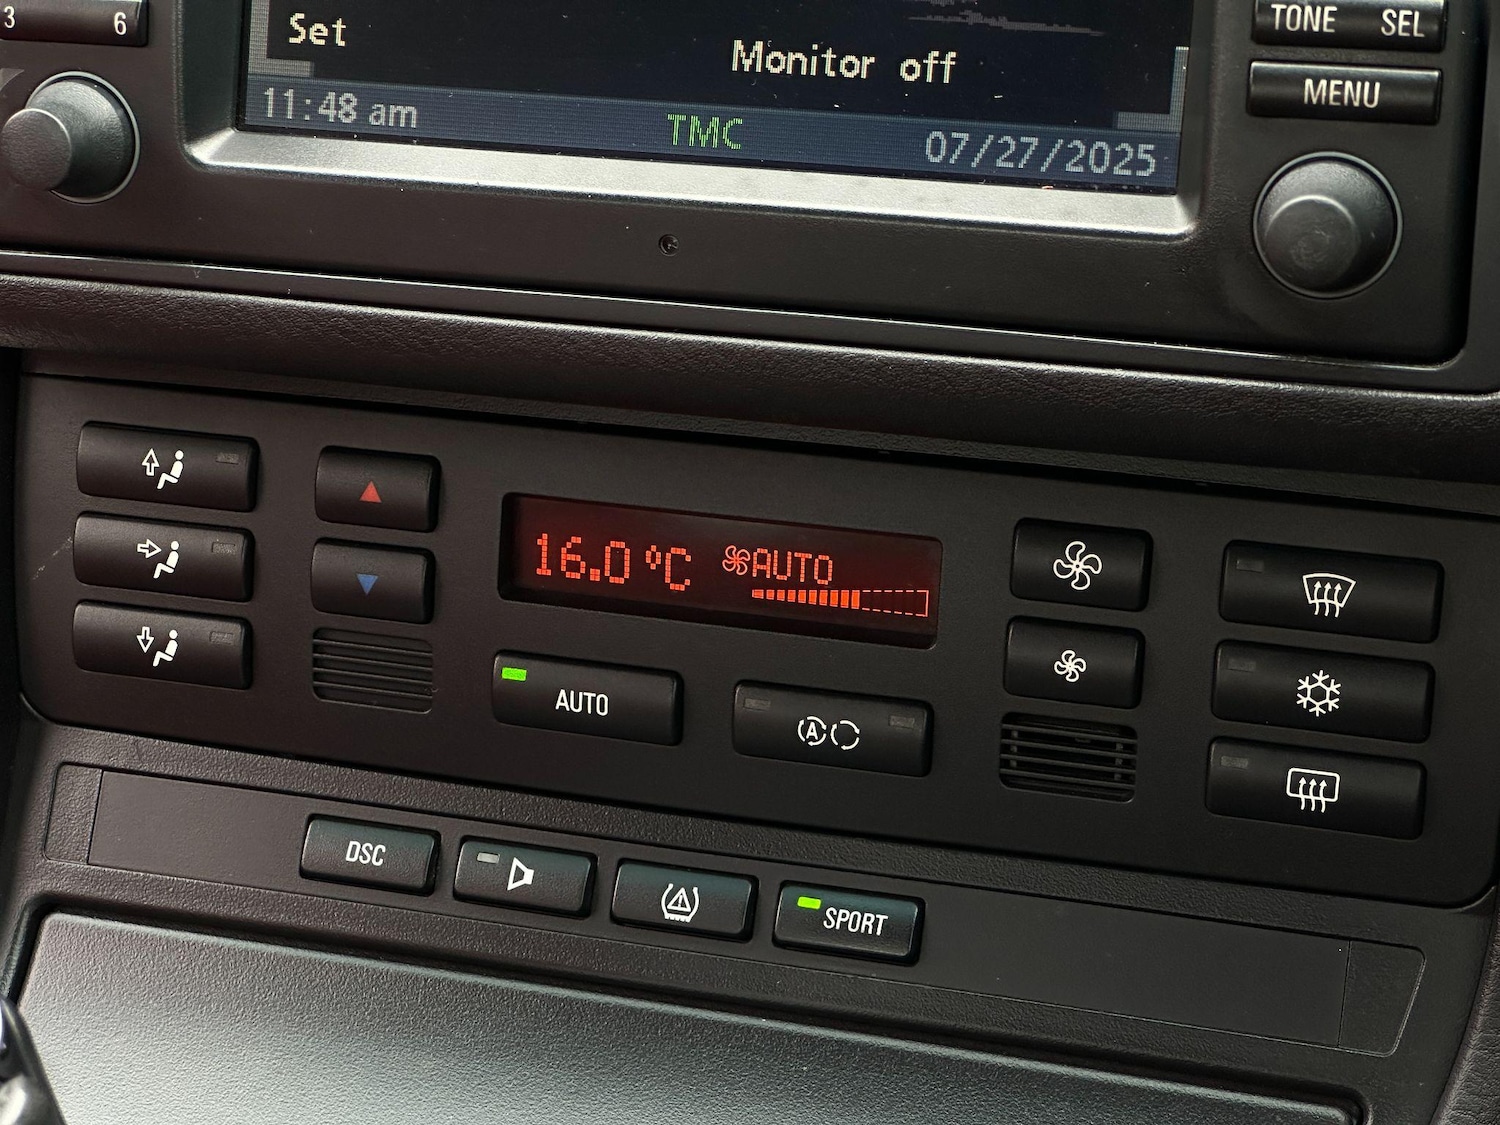 3 6
TONE SEL
Set
Monitor off
MENU
11:48 am
TMC
07/27/2025
16.0 °C AUTO
AUTO
A
DSC
SPORT